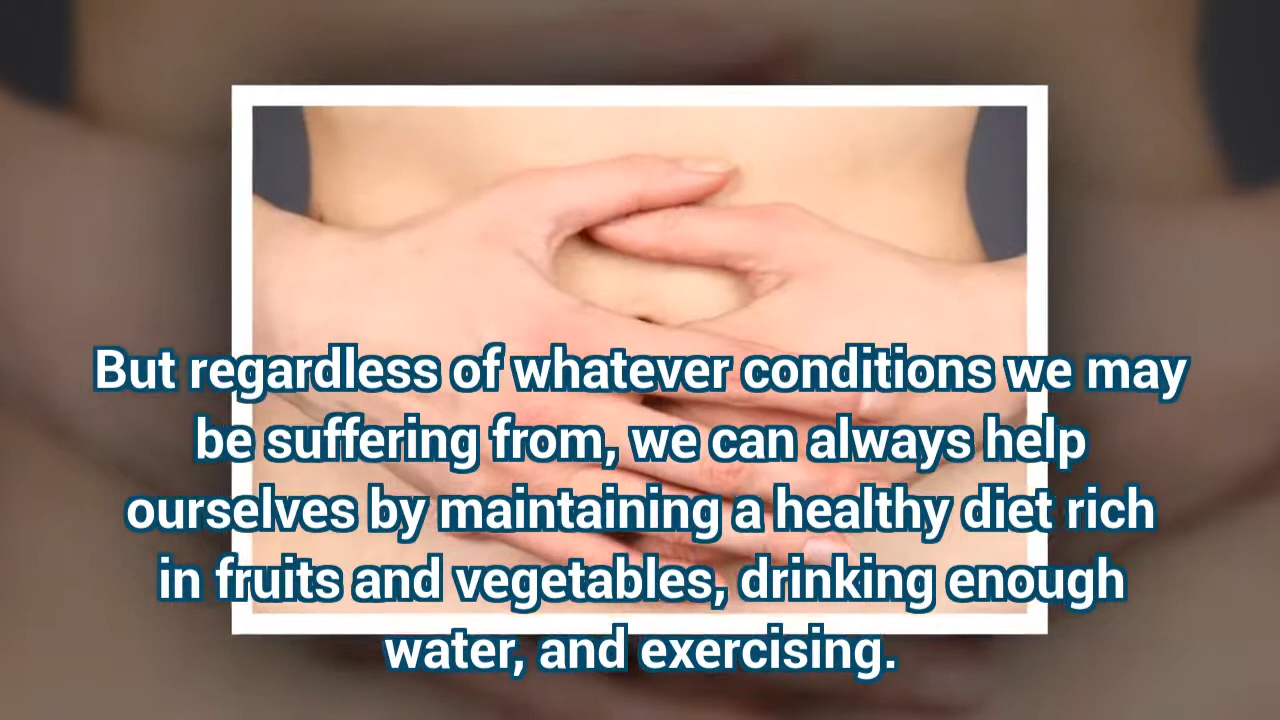 But regardless of whatever conditions we may
be suffering from, we can always help
ourselves by maintaining a healthy diet rich
in fruits and vegetables, drinking enough
water, and exercising.